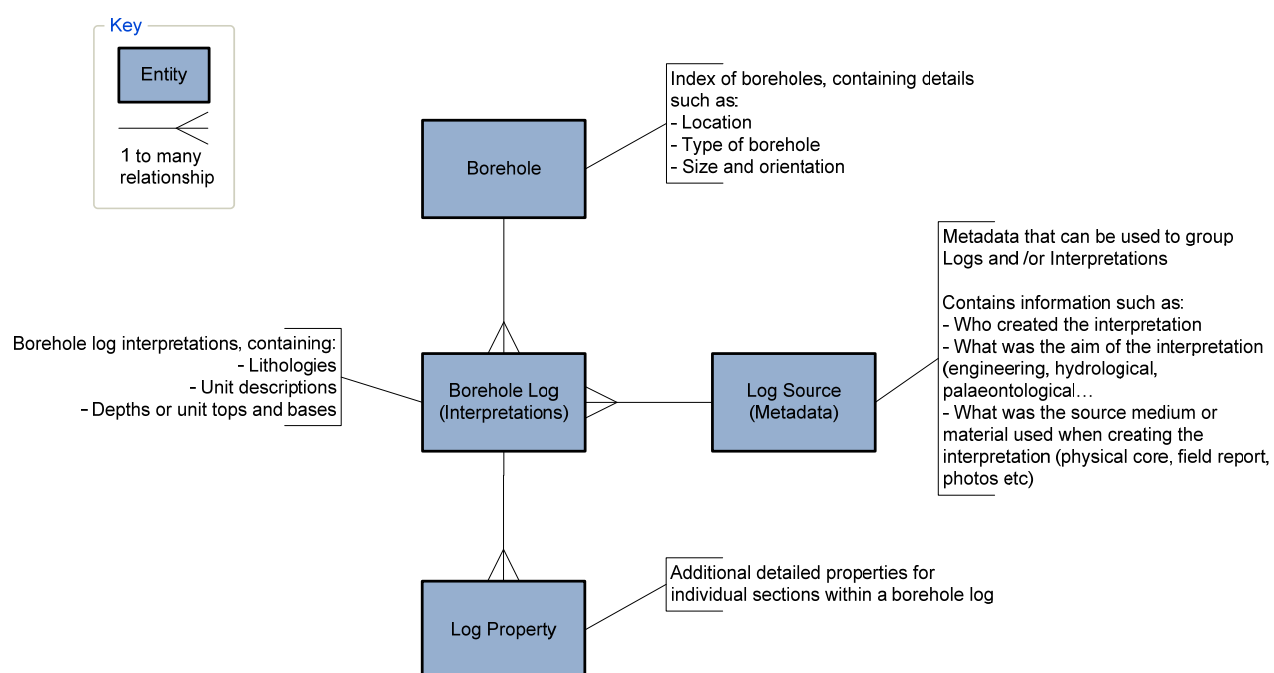 Key
Entity
1 to many
relationship
Borehole
Index of boreholes, containing details
such as:
- Location
- Type of borehole
- Size and orientation
Metadata that can be used to group
Logs and /or Interpretations
Contains information such as:
- Who created the interpretation
- What was the aim of the interpretation
(engineering, hydrological,
palaeontological…
- What was the source medium or
material used when creating the
interpretation (physical core, field report,
photos etc)
Borehole log interpretations, containing:
- Lithologies
- Unit descriptions
- Depths or unit tops and bases
Borehole Log
(Interpretations)
Log Source
(Metadata)
Log Property
Additional detailed properties for
individual sections within a borehole log